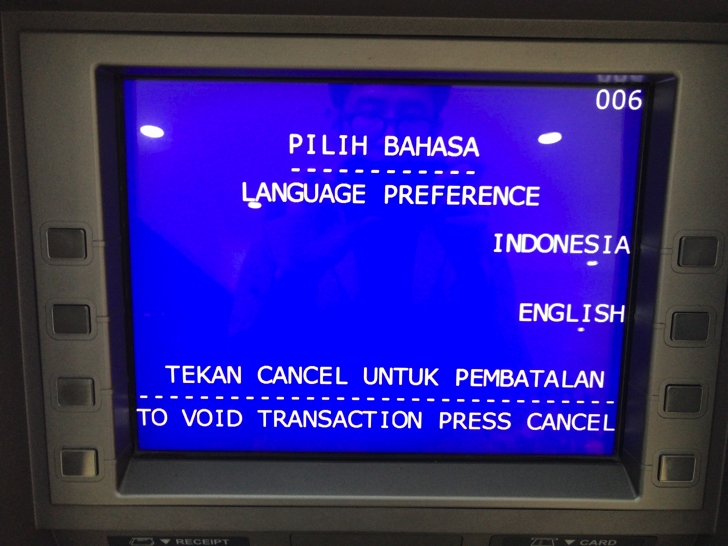 006
PILIH BAHASA
------------
LANGUAGE PREFERENCE
INDONESIA
ENGLISH
TEKAN CANCEL UNTUK PEMBATALAN
--------------------------------
TO VOID TRANSACTION PRESS CANCEL
RECEIPT
CARD